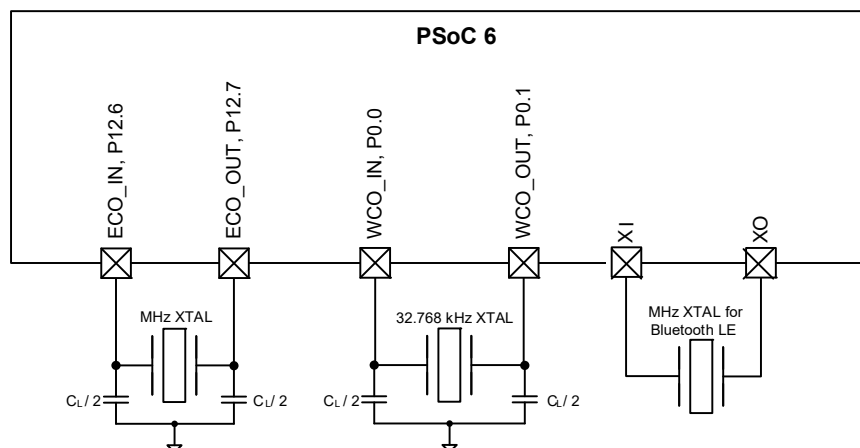 PSoC 6
ECO_IN, P12.6
ECO_OUT, P12.7
WCO_IN, P0.0
WCO_OUT, P0.1
XI
XO
MHz XTAL
32.768 kHz XTAL
MHz XTAL for
Bluetooth LE
CL/ 2
CL/ 2
CL/ 2
CL/ 2